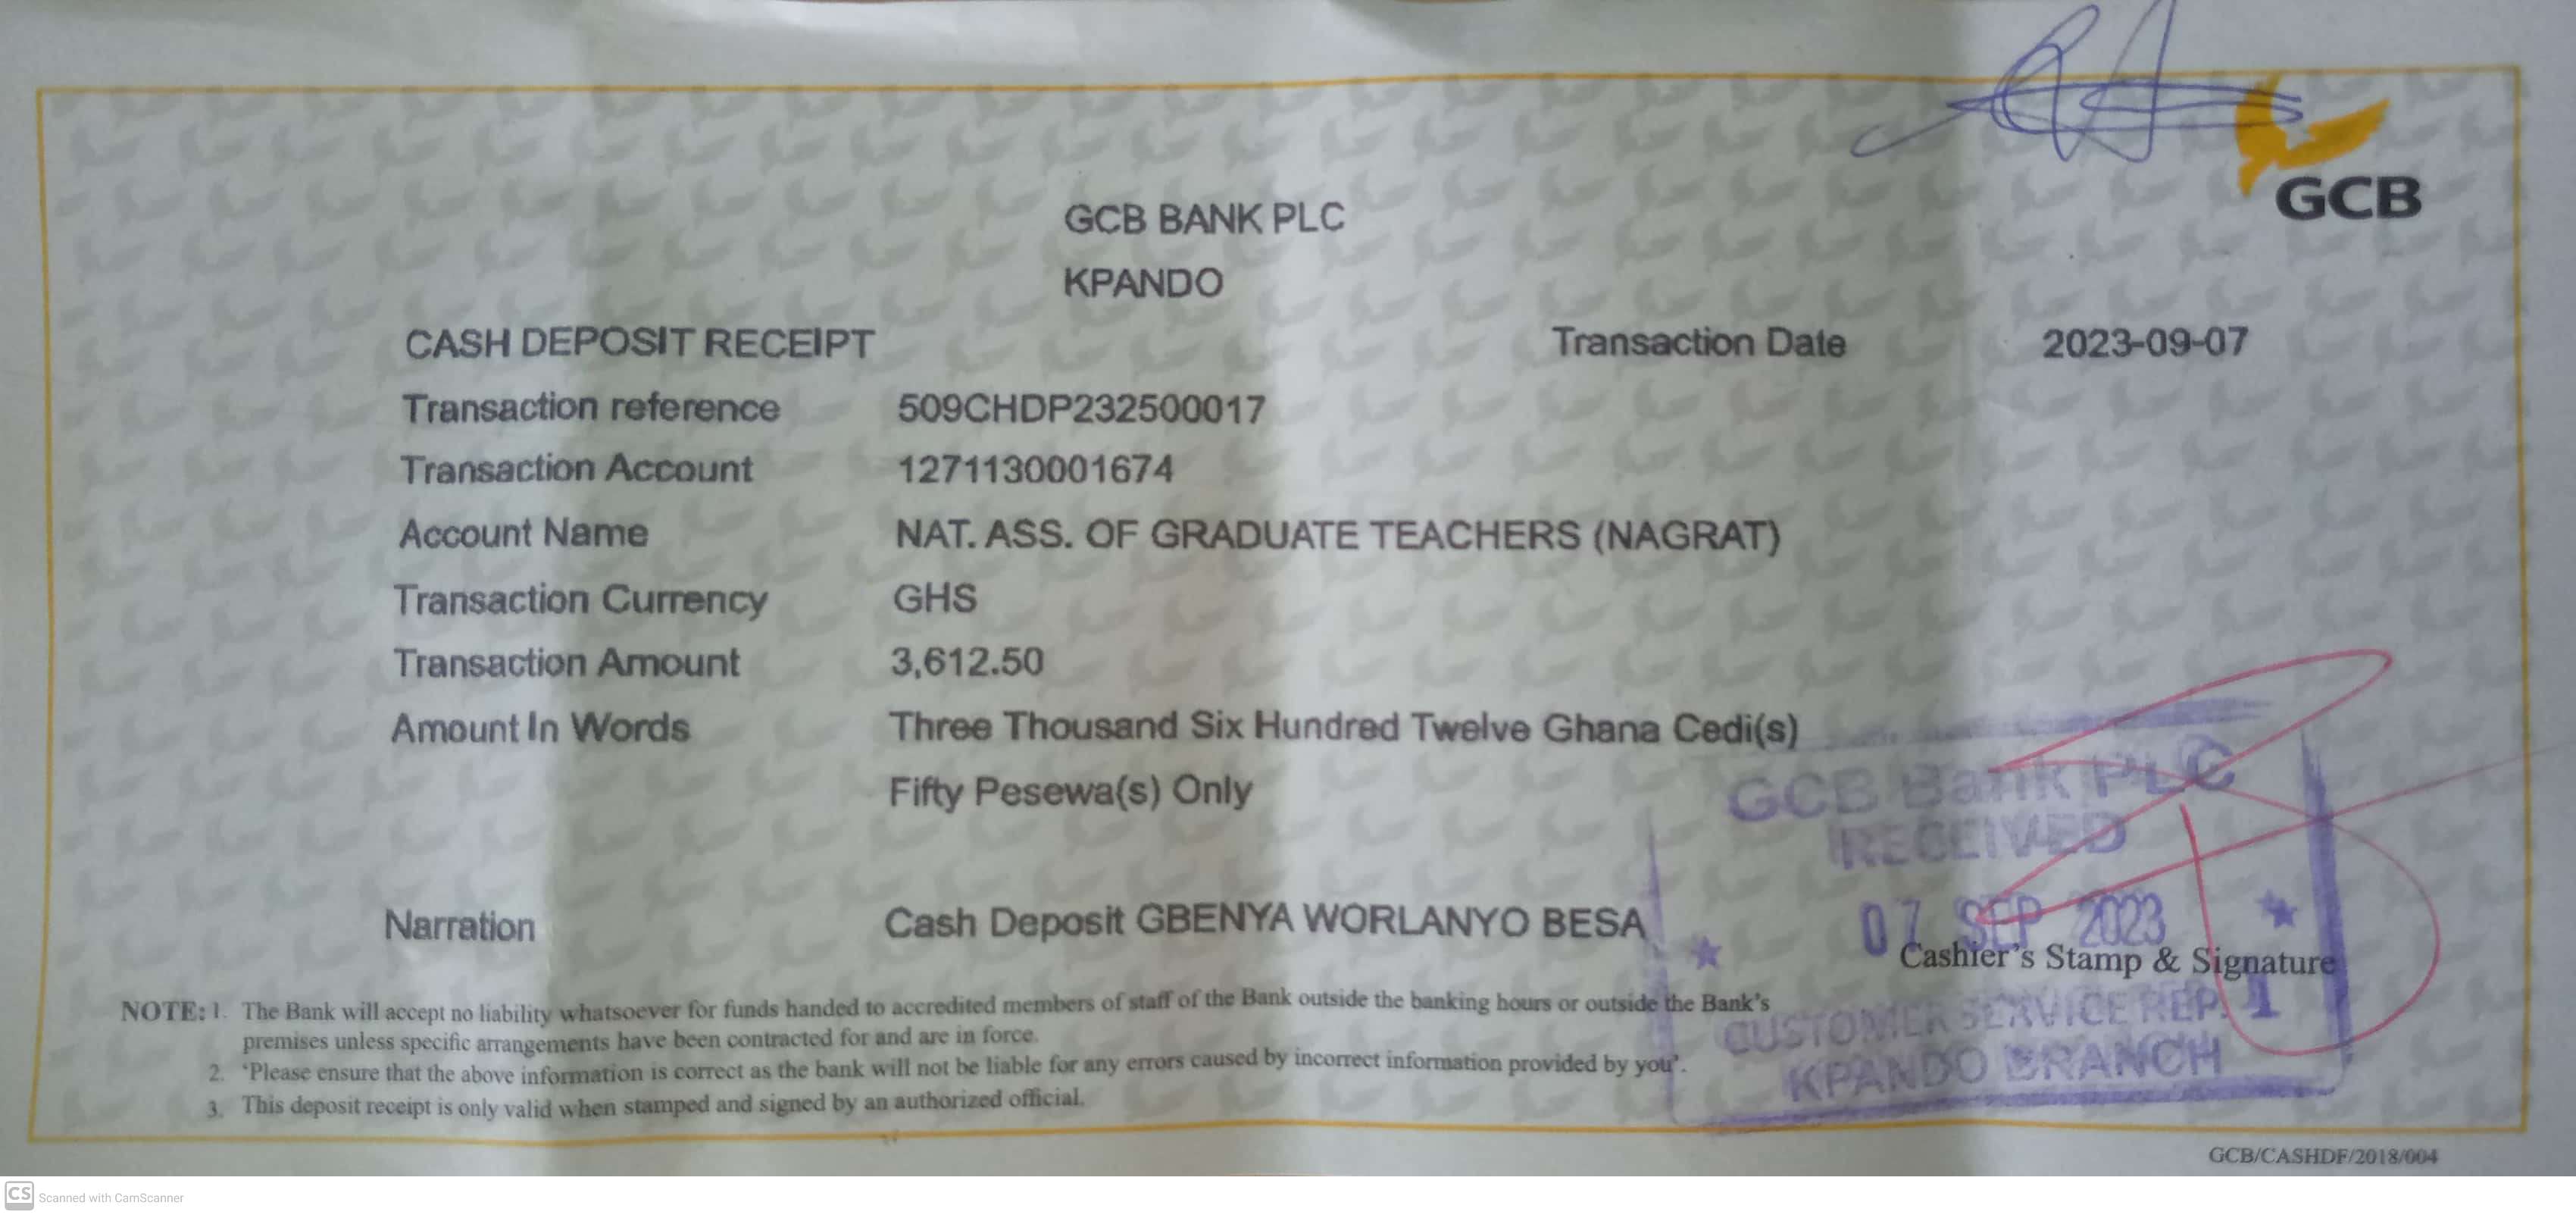 GCB
GCB BANK PLC
KPANDO
CASH DEPOSIT RECEIPT Transaction Date 2023-09-07
Transaction reference 509CHDP232500017
Transaction Account 1271130001674
Account Name NAT. ASS. OF GRADUATE TEACHERS (NAGRAT)
Transaction Currency GHS
Transaction Amount 3,612.50
Amount In Words Three Thousand Six Hundred Twelve Ghana Cedi(s)
Fifty Pesewa(s) Only
Narration Cash Deposit GBENYA WORLANYO BESA
GCB Bank PLC
RECEIVED
07 SEP 2023
Cashier's Stamp & Signature
CUSTOMER SERVICE REP. 1
KPANDO BRANCH
NOTE: 1. The Bank will accept no liability whatsoever for funds handed to accredited members of staff of the Bank outside the banking hours or outside the Bank's
premises unless specific arrangements have been contracted for and are in force.
2. 'Please ensure that the above information is correct as the bank will not be liable for any errors caused by incorrect information provided by you'.
3. This deposit receipt is only valid when stamped and signed by an authorized official.
GCB/CASHDF/2018/004
CS Scanned with CamScanner